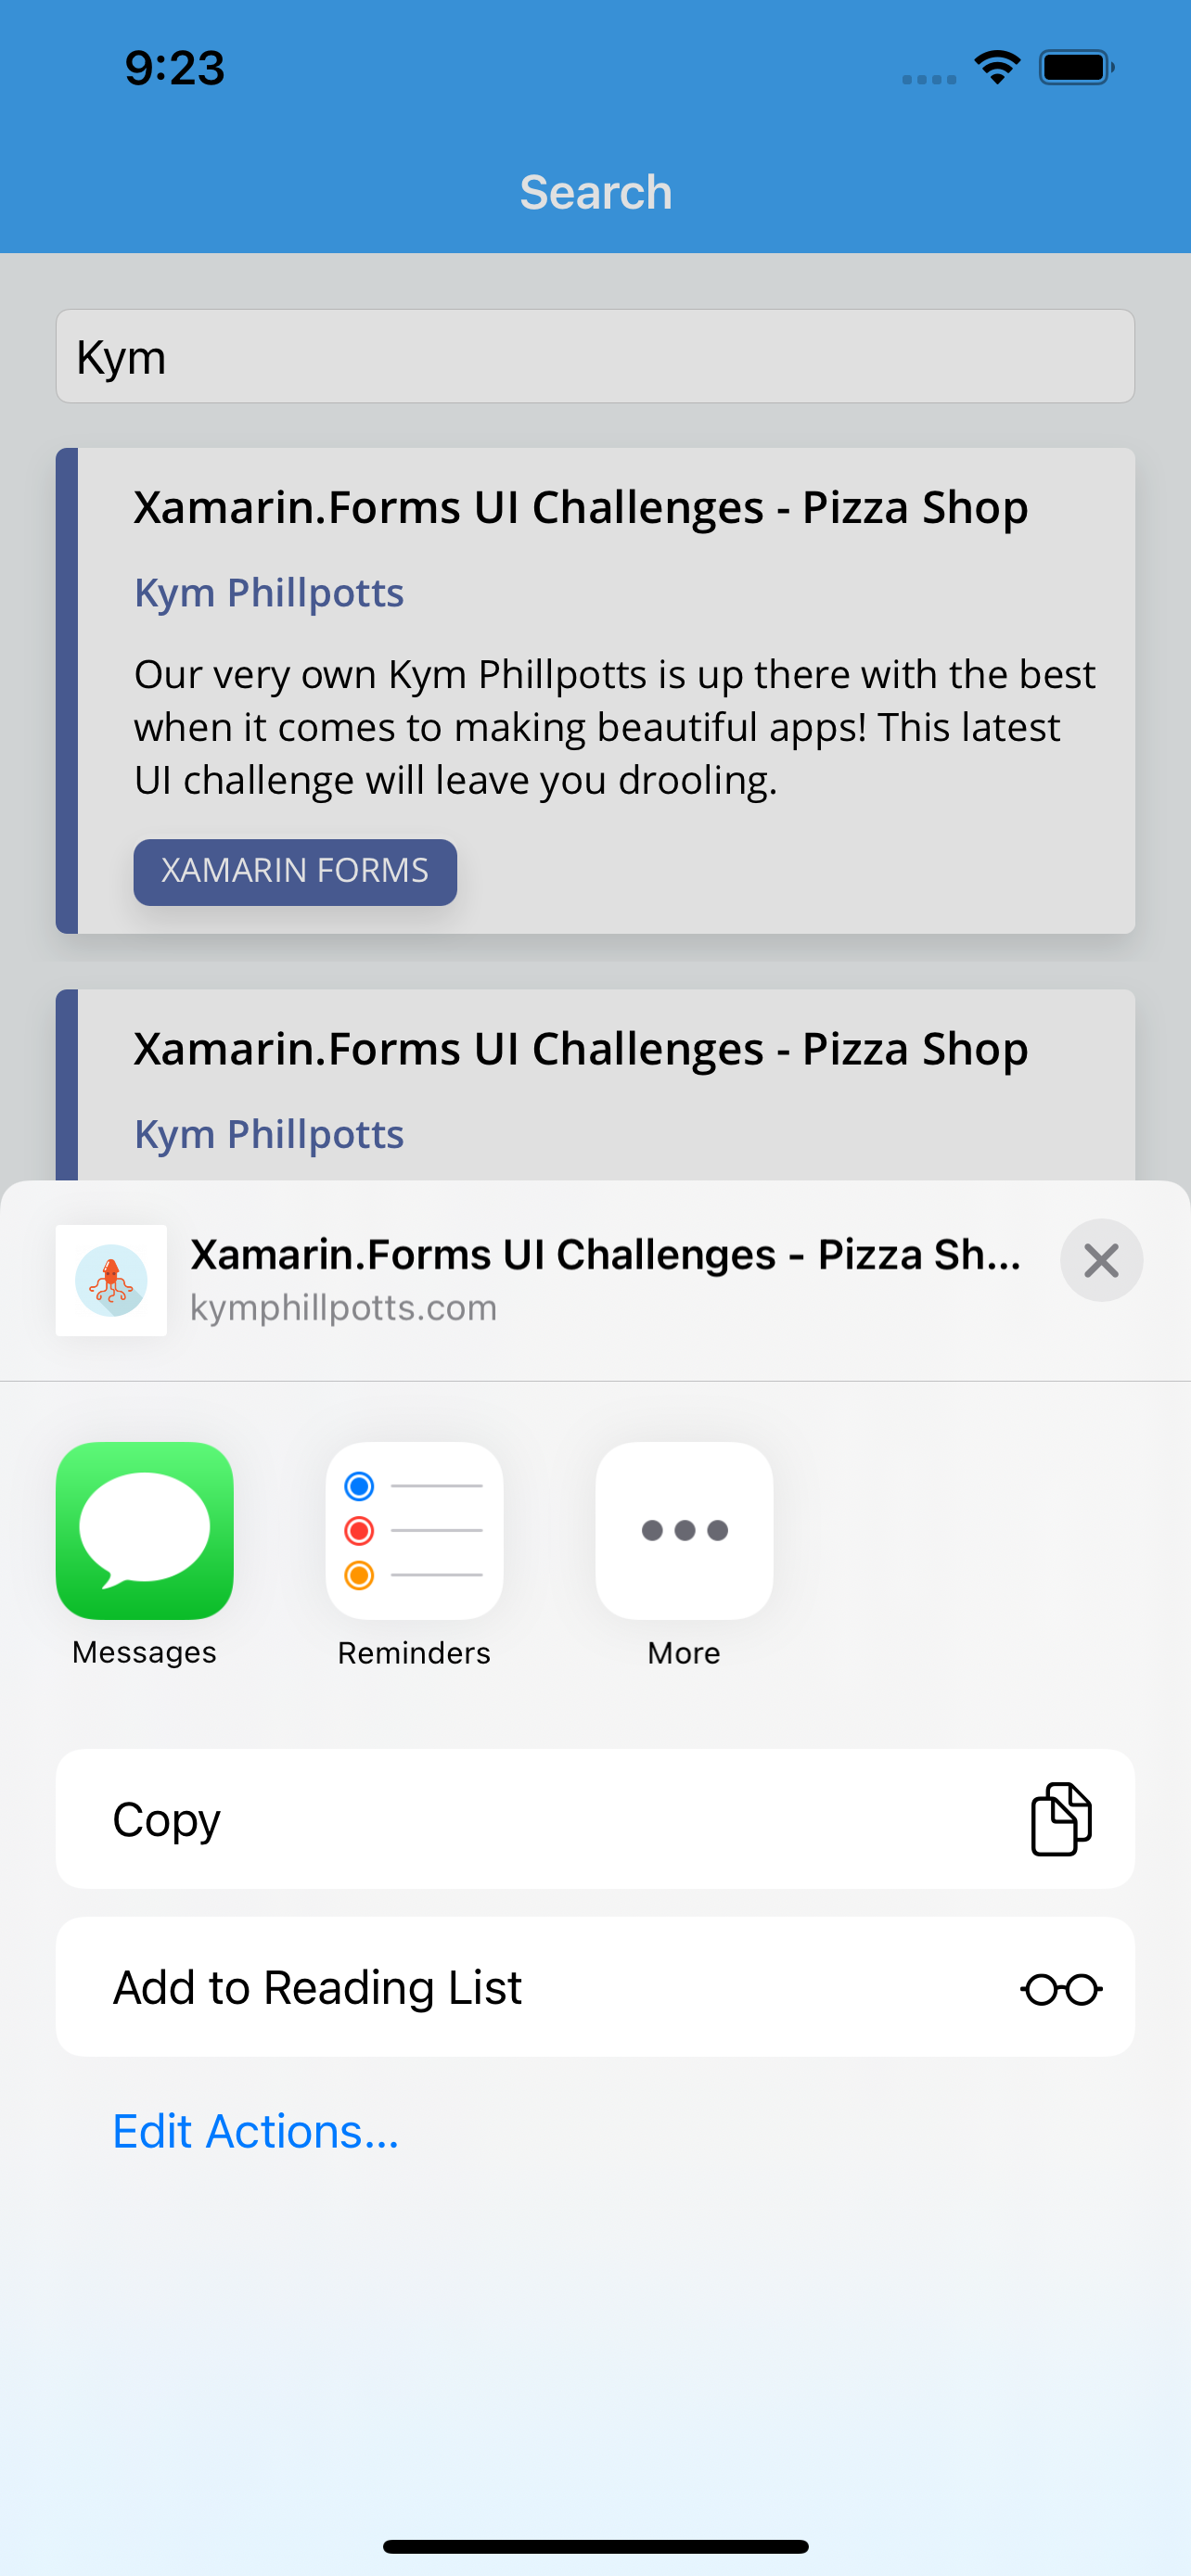 9:23
Search
Kym
Xamarin.Forms UI Challenges - Pizza Shop
Kym Phillpotts
Our very own Kym Phillpotts is up there with the best
when it comes to making beautiful apps! This latest
UI challenge will leave you drooling.
XAMARIN FORMS
Xamarin.Forms UI Challenges - Pizza Shop
Kym Phillpotts
Xamarin.Forms UI Challenges - Pizza Sh...
kymphillpotts.com
Messages
Reminders
More
Copy
Add to Reading List
Edit Actions...